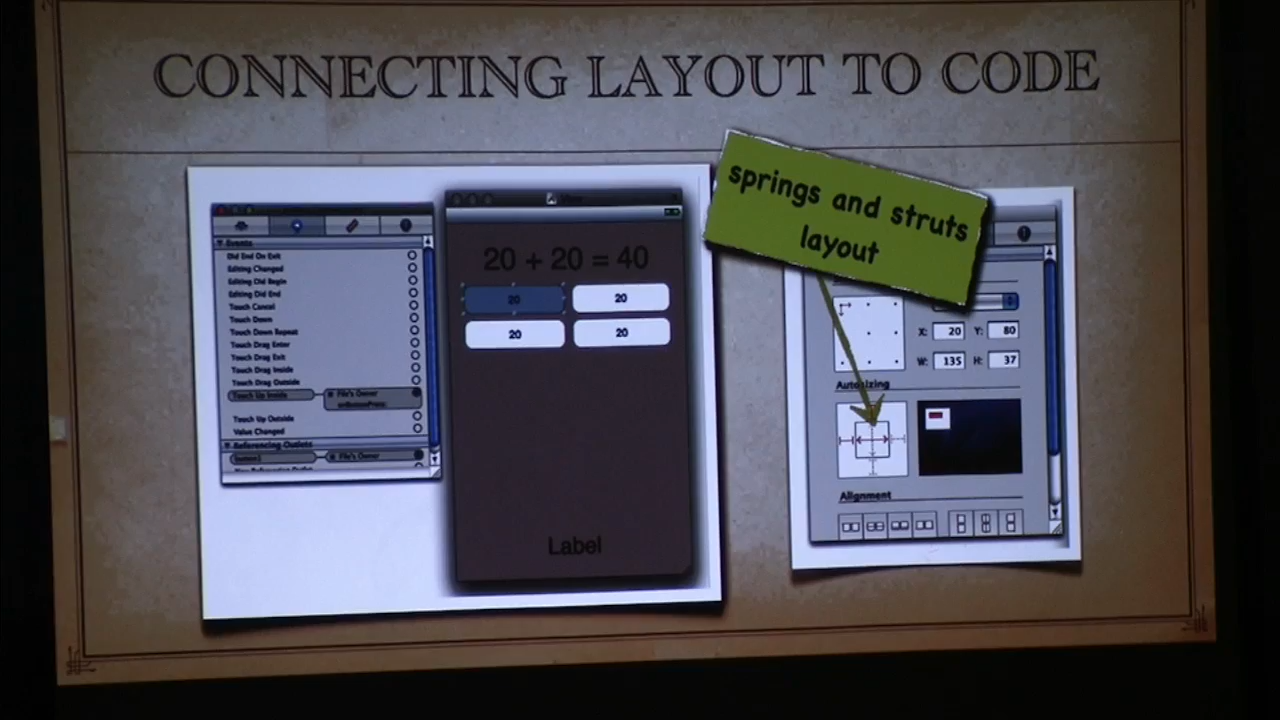 CONNECTING LAYOUT TO CODE
springs and struts
layout
Events
Did End On Exit
Editing Changed
Editing Did Begin
Editing Did End
Touch Cancel
Touch Down
Touch Down Repeat
Touch Drag Enter
Touch Drag Exit
Touch Drag Inside
Touch Drag Outside
Touch Up Inside
File's Owner
Touch Up Outside
Value Changed
Referencing Outlets
button1
File's Owner
20 + 20 = 40
20 20
20 20
Label
X: 20 Y: 80
W: 135 H: 37
Autosizing
Alignment